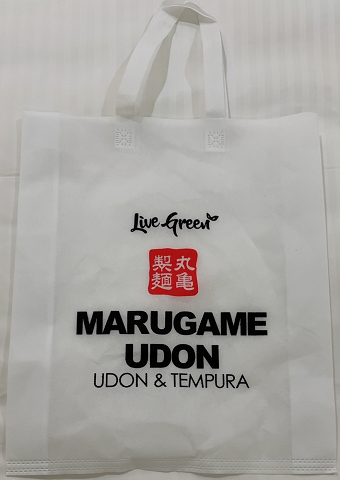 Live Green
丸亀
製麺
MARUGAME
UDON
UDON & TEMPURA